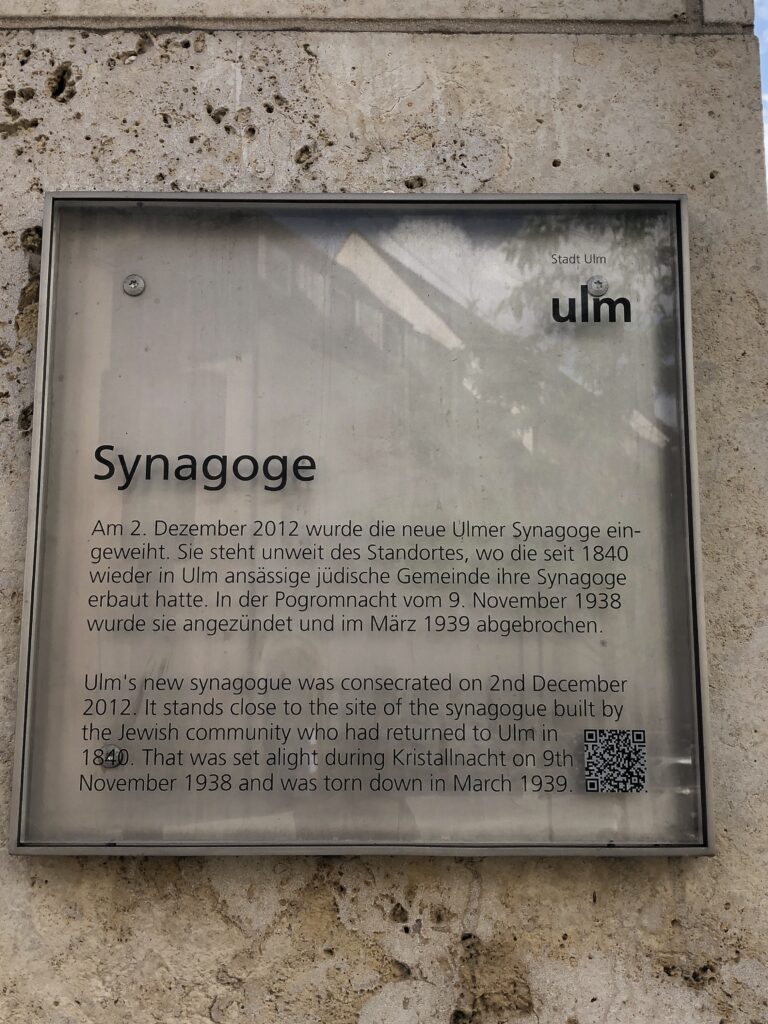 Stadt Ulm
ulm
Synagoge
Am 2. Dezember 2012 wurde die neue Ulmer Synagoge ein-
geweiht. Sie steht unweit des Standortes, wo die seit 1840
wieder in Ulm ansässige jüdische Gemeinde ihre Synagoge
erbaut hatte. In der Pogromnacht vom 9. November 1938
wurde sie angezündet und im März 1939 abgebrochen.
Ulm's new synagogue was consecrated on 2nd December
2012. It stands close to the site of the synagogue built by
the Jewish community who had returned to Ulm in
1840. That was set alight during Kristallnacht on 9th
November 1938 and was torn down in March 1939.